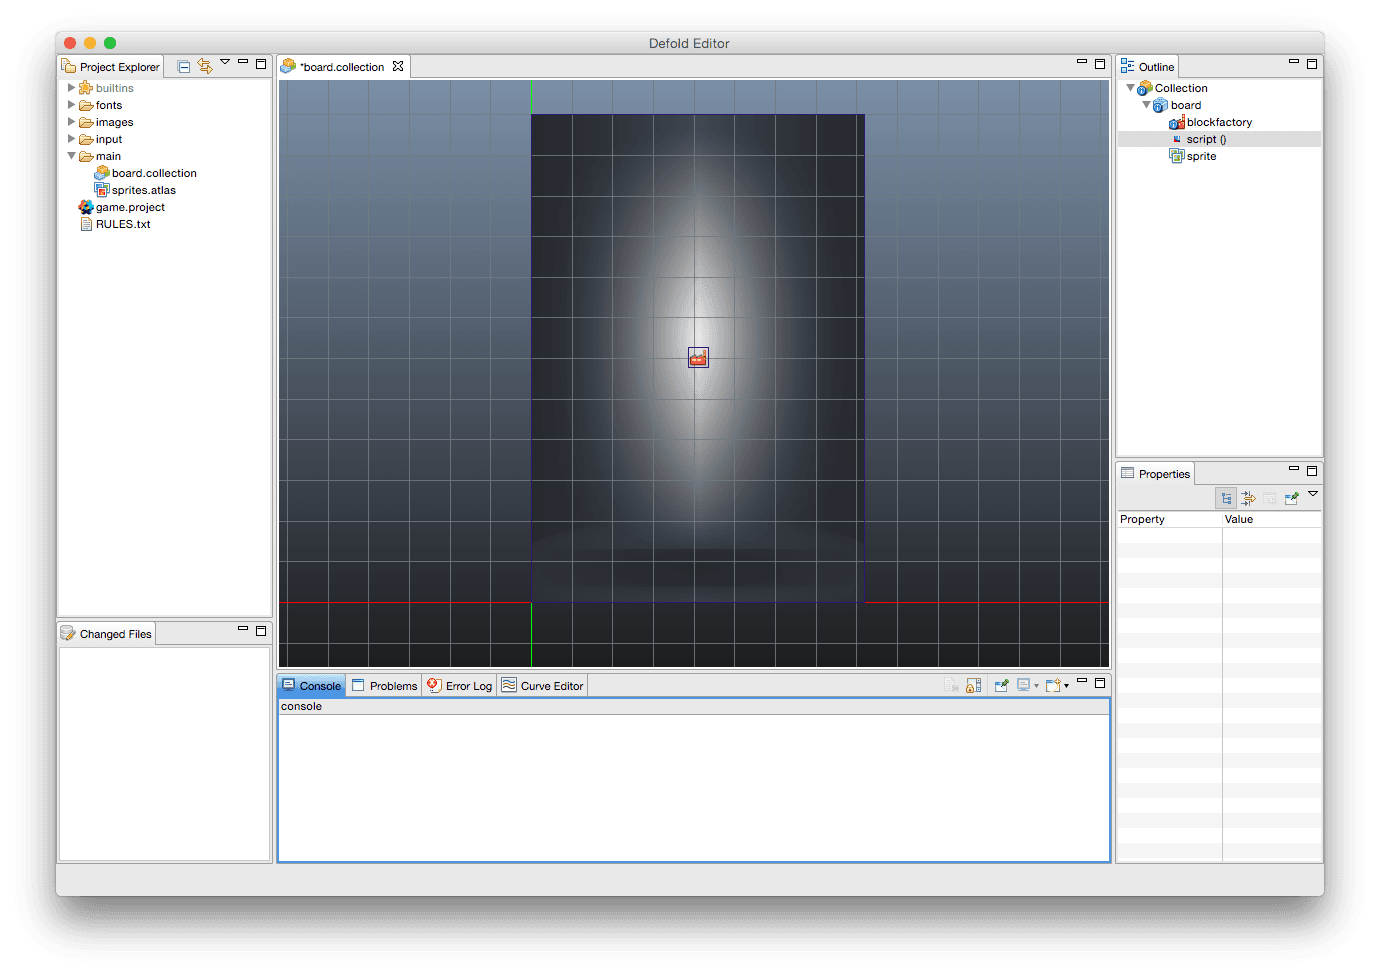 Defold Editor
Project Explorer
builtins
fonts
images
input
main
board.collection
sprites.atlas
game.project
RULES.txt
Changed Files
*board.collection
Console
Problems
Error Log
Curve Editor
console
Outline
Collection
board
blockfactory
script ()
sprite
Properties
Property Value